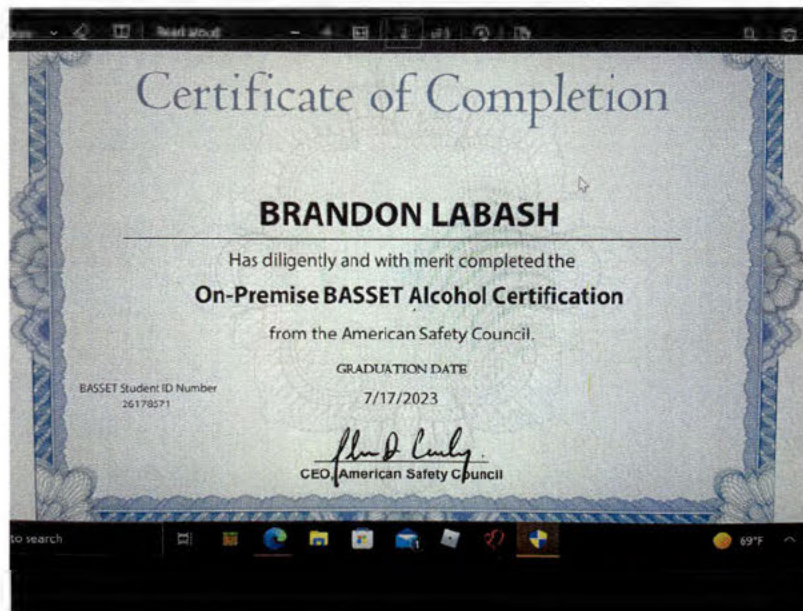 Read aloud
Certificate of Completion
BRANDON LABASH
Has diligently and with merit completed the
On-Premise BASSET Alcohol Certification
from the American Safety Council.
GRADUATION DATE
BASSET Student ID Number
26178571
7/17/2023
CEO, American Safety Council
to search
69°F